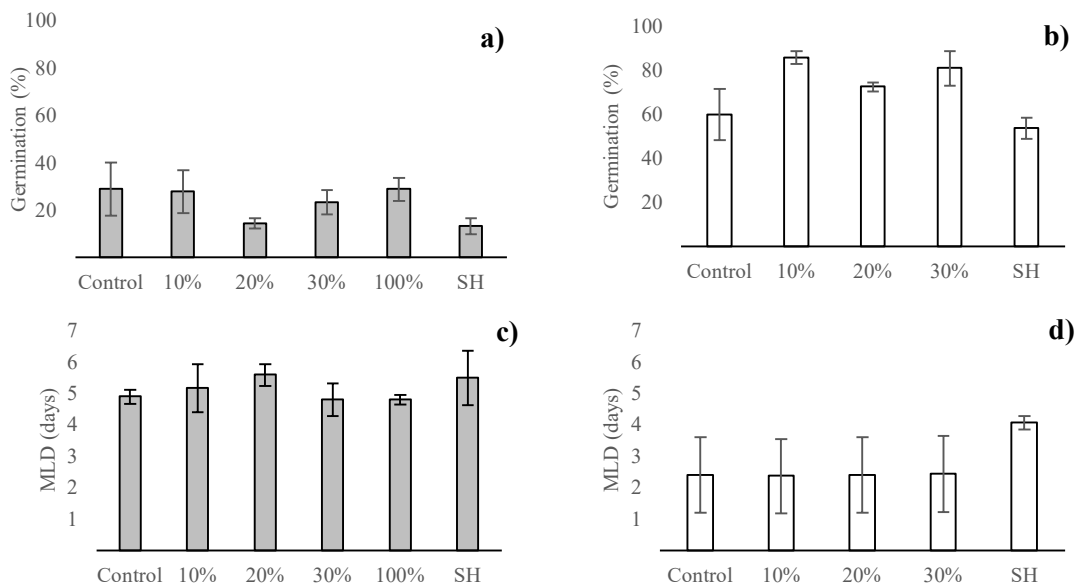 a)
Germination (%)
100
80
60
40
20
Control 10% 20% 30% 100% SH
b)
Germination (%)
100
80
60
40
20
Control 10% 20% 30% SH
c)
MLD (days)
7
6
5
4
3
2
1
Control 10% 20% 30% 100% SH
d)
MLD (days)
7
6
5
4
3
2
1
Control 10% 20% 30% SH